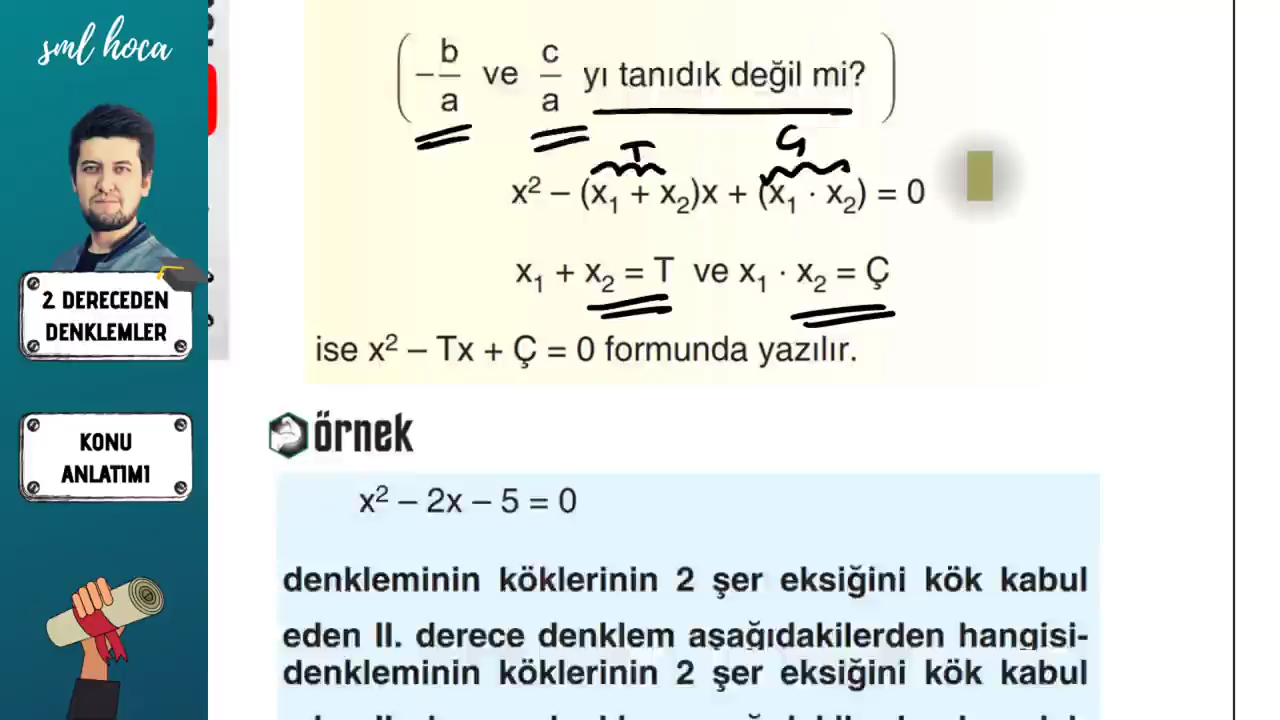 sml hoca
2. DERECEDEN
DENKLEMLER
KONU
ANLATIMI
(−b/a ve c/a yı tanıdık değil mi?)
T Ç
x² − (x₁ + x₂)x + (x₁ · x₂) = 0
x₁ + x₂ = T ve x₁ · x₂ = Ç
ise x² − Tx + Ç = 0 formunda yazılır.
örnek
x² − 2x − 5 = 0
denkleminin köklerinin 2 şer eksiğini kök kabul
eden II. derece denklem aşağıdakilerden hangisi-
denkleminin köklerinin 2 şer eksiğini kök kabul